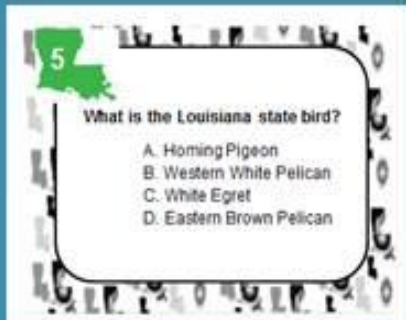 5
What is the Louisiana state bird?
A. Homing Pigeon
B. Western White Pelican
C. White Egret
D. Eastern Brown Pelican